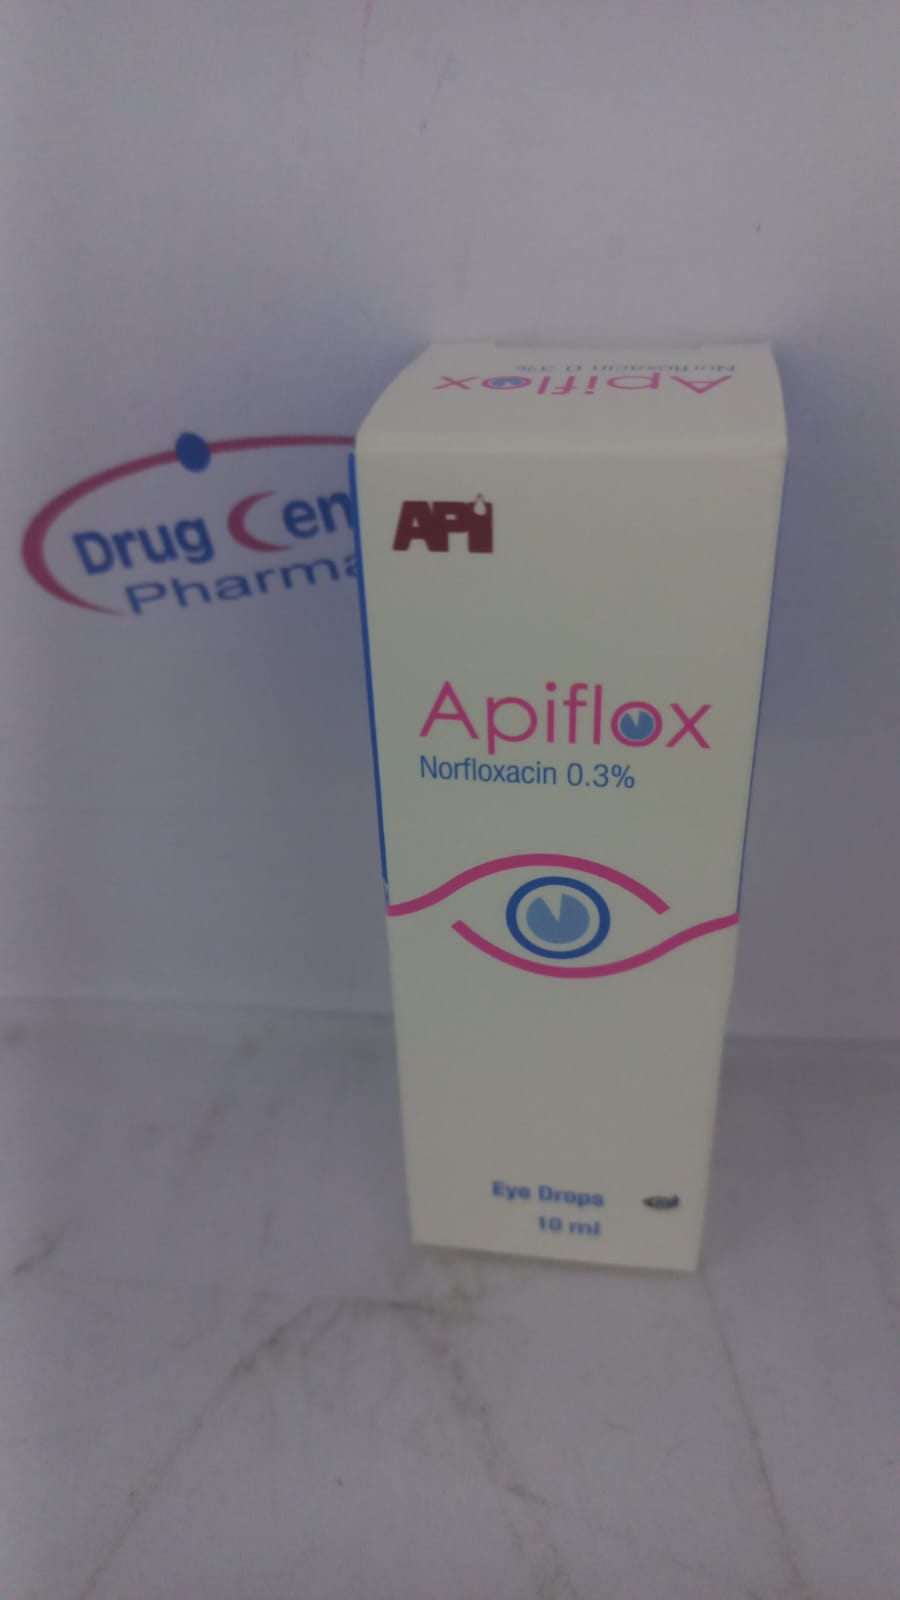 Apiflox
Norfloxacin 0.3%
Drug Cen
Pharma
API
Apiflox
Norfloxacin 0.3%
Eye Drops
10 ml